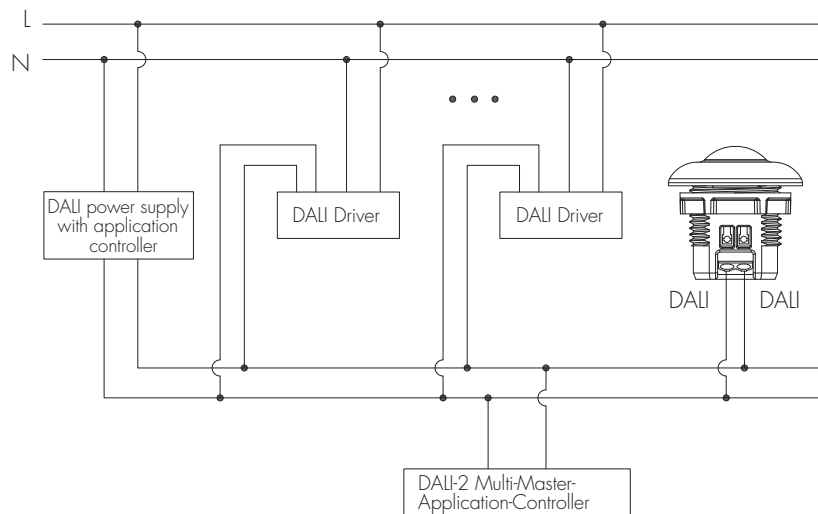 L
N
DALI power supply
with application
controller
DALI Driver
DALI Driver
DALI
DALI
DALI-2 Multi-Master-
Application-Controller